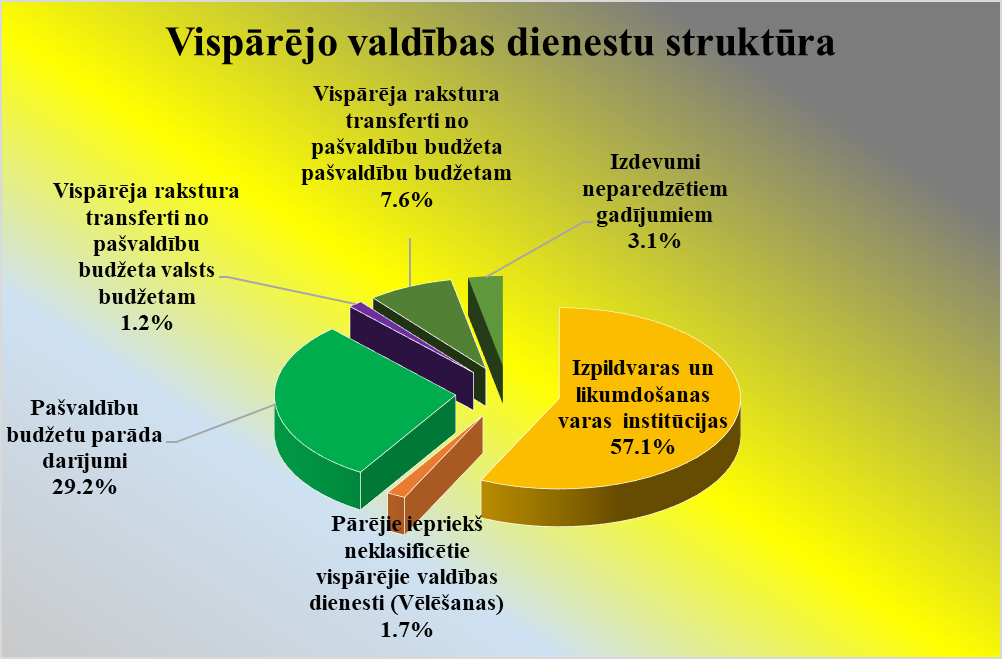 Vispārējo valdības dienestu struktūra
Vispārēja rakstura
transferti no
pašvaldību budžeta
pašvaldību budžetam
7.6%
Izdevumi
neparedzētiem
gadījumiem
3.1%
Vispārēja rakstura
transferti no
pašvaldību
budžeta valsts
budžetam
1.2%
Izpildvaras un
likumdošanas
varas institūcijas
57.1%
Pašvaldību
budžetu parāda
darījumi
29.2%
Pārējie iepriekš
neklasificētie
vispārējie valdības
dienesti (Vēlēšanas)
1.7%